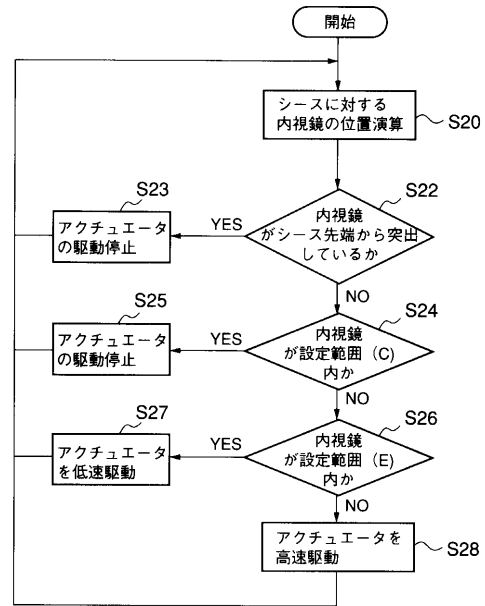 開始
シースに対する
内視鏡の位置演算
S20
S22
内視鏡
がシース先端から突出
しているか
YES
S23
アクチュエータ
の駆動停止
NO
S24
内視鏡
が設定範囲（C）
内か
YES
S25
アクチュエータ
の駆動停止
NO
S26
内視鏡
が設定範囲（E）
内か
YES
S27
アクチュエータ
を低速駆動
NO
アクチュエータを
高速駆動
S28